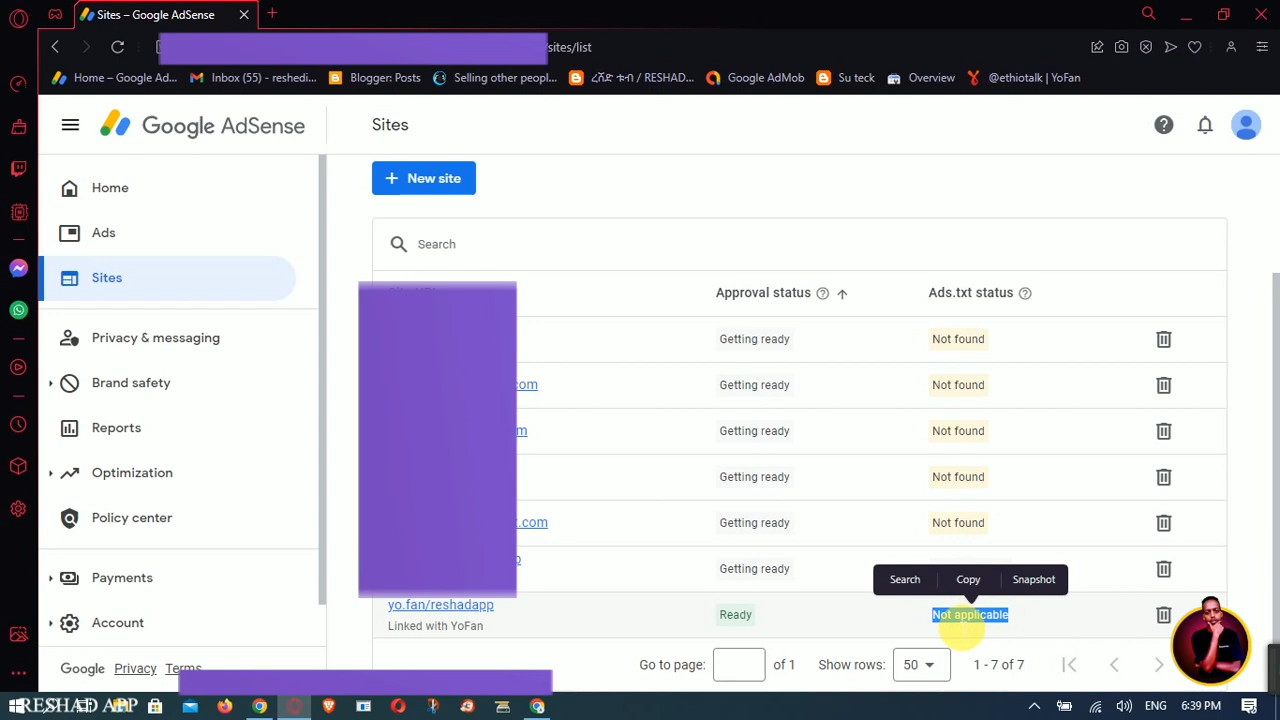 Sites – Google AdSense
/sites/list
Home – Google Ad...
Inbox (55) - reshedi...
Blogger: Posts
Selling other peopl...
Google AdMob
Su teck
Overview
@ethiotalk | YoFan
Google AdSense
Sites
Home
Ads
Sites
Privacy & messaging
Brand safety
Reports
Optimization
Policy center
Payments
Account
Google Privacy Terms
New site
Search
Approval status
Ads.txt status
Getting ready
Not found
com
Getting ready
Not found
m
Getting ready
Not found
Getting ready
Not found
t.com
Getting ready
Not found
Getting ready
Search
Copy
Snapshot
yo.fan/reshadapp
Linked with YoFan
Ready
Not applicable
Go to page:
of 1
Show rows:
50
1 - 7 of 7
RESHAD APP
ENG
6:39 PM